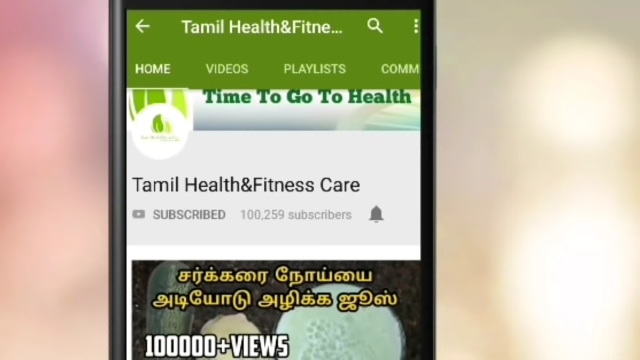 Tamil Health&Fitne...
HOME VIDEOS PLAYLISTS COMM
Time To Go To Health
Tamil Health&Fitness Care
SUBSCRIBED 100,259 subscribers
சர்க்கரை நோயை
அடியோடு அழிக்க ஜூஸ்
100000+VIEWS